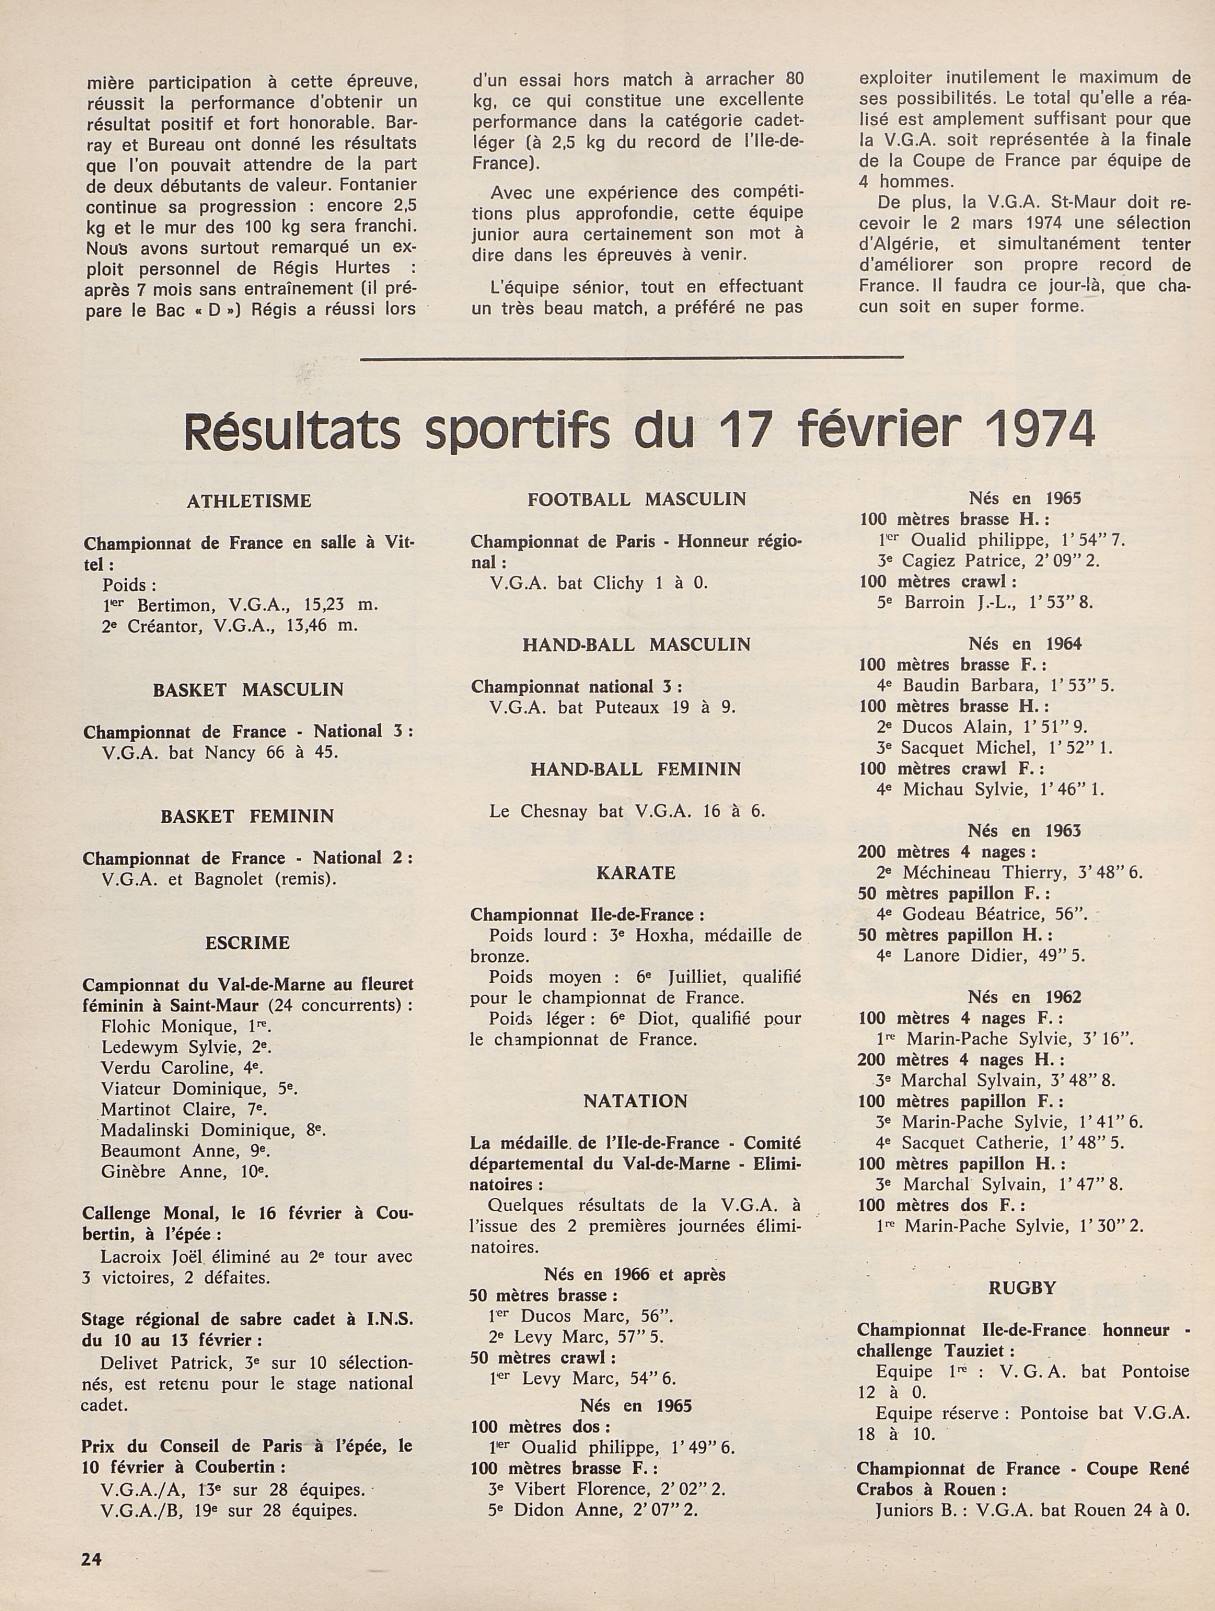 mière participation à cette épreuve,
réussit la performance d'obtenir un
résultat positif et fort honorable. Bar-
ray et Bureau ont donné les résultats
que l'on pouvait attendre de la part
de deux débutants de valeur. Fontanier
continue sa progression : encore 2,5
kg et le mur des 100 kg sera franchi.
Nous avons surtout remarqué un ex-
ploit personnel de Régis Hurtes :
après 7 mois sans entraînement (il pré-
pare le Bac « D ») Régis a réussi lors
d'un essai hors match à arracher 80
kg, ce qui constitue une excellente
performance dans la catégorie cadet-
léger (à 2,5 kg du record de l'Ile-de-
France).
Avec une expérience des compéti-
tions plus approfondie, cette équipe
junior aura certainement son mot à
dire dans les épreuves à venir.
L'équipe sénior, tout en effectuant
un très beau match, a préféré ne pas
exploiter inutilement le maximum de
ses possibilités. Le total qu'elle a réa-
lisé est amplement suffisant pour que
la V.G.A. soit représentée à la finale
de la Coupe de France par équipe de
4 hommes.
De plus, la V.G.A. St-Maur doit re-
cevoir le 2 mars 1974 une sélection
d'Algérie, et simultanément tenter
d'améliorer son propre record de
France. Il faudra ce jour-là, que cha-
cun soit en super forme.
Résultats sportifs du 17 février 1974
ATHLETISME
Championnat de France en salle à Vit-
tel :
Poids :
1er Bertimon, V.G.A., 15,23 m.
2e Créantor, V.G.A., 13,46 m.
BASKET MASCULIN
Championnat de France - National 3 :
V.G.A. bat Nancy 66 à 45.
BASKET FEMININ
Championnat de France - National 2 :
V.G.A. et Bagnolet (remis).
ESCRIME
Campionnat du Val-de-Marne au fleuret
féminin à Saint-Maur (24 concurrents) :
Flohic Monique, 1re.
Ledewym Sylvie, 2e.
Verdu Caroline, 4e.
Viateur Dominique, 5e.
Martinot Claire, 7e.
Madalinski Dominique, 8e.
Beaumont Anne, 9e.
Ginèbre Anne, 10e.
Callenge Monal, le 16 février à Cou-
bertin, à l'épée :
Lacroix Joël éliminé au 2e tour avec
3 victoires, 2 défaites.
Stage régional de sabre cadet à I.N.S.
du 10 au 13 février :
Delivet Patrick, 3e sur 10 sélection-
nés, est retenu pour le stage national
cadet.
Prix du Conseil de Paris à l'épée, le
10 février à Coubertin :
V.G.A./A, 13e sur 28 équipes.
V.G.A./B, 19e sur 28 équipes.
FOOTBALL MASCULIN
Championnat de Paris - Honneur régio-
nal :
V.G.A. bat Clichy 1 à 0.
HAND-BALL MASCULIN
Championnat national 3 :
V.G.A. bat Puteaux 19 à 9.
HAND-BALL FEMININ
Le Chesnay bat V.G.A. 16 à 6.
KARATE
Championnat Ile-de-France :
Poids lourd : 3e Hoxha, médaille de
bronze.
Poids moyen : 6e Juilliet, qualifié
pour le championnat de France.
Poids léger : 6e Diot, qualifié pour
le championnat de France.
NATATION
La médaille de l'Ile-de-France - Comité
départemental du Val-de-Marne - Elimi-
natoires :
Quelques résultats de la V.G.A. à
l'issue des 2 premières journées élimi-
natoires.
Nés en 1966 et après
50 mètres brasse :
1er Ducos Marc, 56".
2e Levy Marc, 57" 5.
50 mètres crawl :
1er Levy Marc, 54" 6.
Nés en 1965
100 mètres dos :
1er Oualid philippe, 1' 49" 6.
100 mètres brasse F. :
3e Vibert Florence, 2' 02" 2.
5e Didon Anne, 2' 07" 2.
Nés en 1965
100 mètres brasse H. :
1er Oualid philippe, 1' 54" 7.
3e Cagiez Patrice, 2' 09" 2.
100 mètres crawl :
5e Barroin J.-L., 1' 53" 8.
Nés en 1964
100 mètres brasse F. :
4e Baudin Barbara, 1' 53" 5.
100 mètres brasse H. :
2e Ducos Alain, 1' 51" 9.
3e Sacquet Michel, 1' 52" 1.
100 mètres crawl F. :
4e Michau Sylvie, 1' 46" 1.
Nés en 1963
200 mètres 4 nages :
2e Méchineau Thierry, 3' 48" 6.
50 mètres papillon F. :
4e Godeau Béatrice, 56".
50 mètres papillon H. :
4e Lanore Didier, 49" 5.
Nés en 1962
100 mètres 4 nages F. :
1re Marin-Pache Sylvie, 3' 16".
200 mètres 4 nages H. :
3e Marchal Sylvain, 3' 48" 8.
100 mètres papillon F. :
3e Marin-Pache Sylvie, 1' 41" 6.
4e Sacquet Catherie, 1' 48" 5.
100 mètres papillon H. :
3e Marchal Sylvain, 1' 47" 8.
100 mètres dos F. :
1re Marin-Pache Sylvie, 1' 30" 2.
RUGBY
Championnat Ile-de-France honneur -
challenge Tauziet :
Equipe 1re : V.G.A. bat Pontoise
12 à 0.
Equipe réserve : Pontoise bat V.G.A.
18 à 10.
Championnat de France - Coupe René
Crabos à Rouen :
Juniors B. : V.G.A. bat Rouen 24 à 0.
24